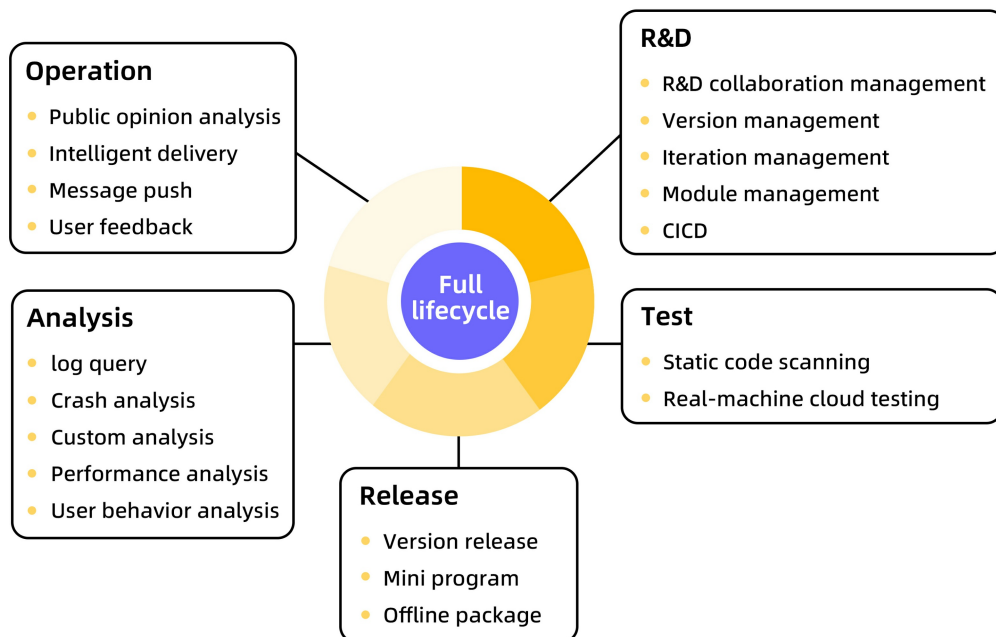 Operation
Public opinion analysis
Intelligent delivery
Message push
User feedback
R&D
R&D collaboration management
Version management
Iteration management
Module management
CICD
Full
lifecycle
Analysis
log query
Crash analysis
Custom analysis
Performance analysis
User behavior analysis
Test
Static code scanning
Real-machine cloud testing
Release
Version release
Mini program
Offline package